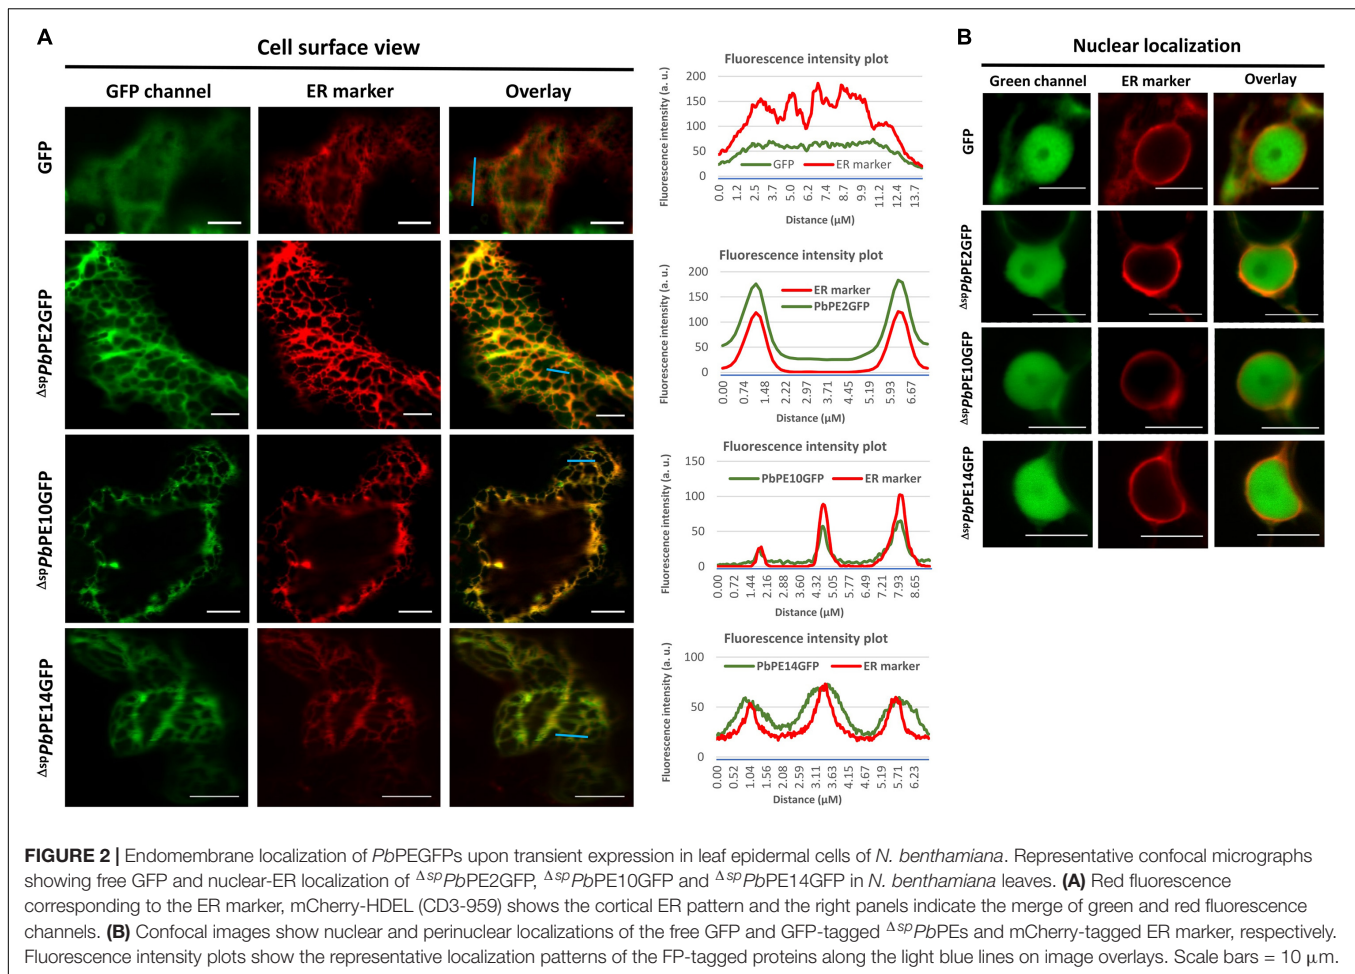 A
Cell surface view
GFP channel ER marker Overlay
GFP
ΔspPbPE2GFP
ΔspPbPE10GFP
ΔspPbPE14GFP
Fluorescence intensity plot
Fluorescence intensity (a. u.)
200
150
100
50
0
GFP ER marker
0.0 1.2 2.5 3.7 5.0 6.2 7.4 8.7 9.9 11.2 12.4 13.7
Distance (µM)
Fluorescence intensity plot
Fluorescence intensity (a. u.)
200
150
100
50
0
ER marker
PbPE2GFP
0.00 0.74 1.48 2.22 2.97 3.71 4.45 5.19 5.93 6.67
Distance (µM)
Fluorescence intensity plot
Fluorescence intensity (a. u.)
150
100
50
0
PbPE10GFP ER marker
0.00 0.72 1.44 2.16 2.88 3.60 4.32 5.05 5.77 6.49 7.21 7.93 8.65
Distance (µM)
Fluorescence intensity plot
Fluorescence intensity (a. u.)
100
50
0
PbPE14GFP ER marker
0.00 0.52 1.04 1.56 2.08 2.59 3.11 3.63 4.15 4.67 5.19 5.71 6.23
Distance (µM)
B
Nuclear localization
Green channel ER marker Overlay
GFP
ΔspPbPE2GFP
ΔspPbPE10GFP
ΔspPbPE14GFP
FIGURE 2 | Endomembrane localization of PbPEGFPs upon transient expression in leaf epidermal cells of N. benthamiana. Representative confocal micrographs
showing free GFP and nuclear-ER localization of ΔspPbPE2GFP, ΔspPbPE10GFP and ΔspPbPE14GFP in N. benthamiana leaves. (A) Red fluorescence
corresponding to the ER marker, mCherry-HDEL (CD3-959) shows the cortical ER pattern and the right panels indicate the merge of green and red fluorescence
channels. (B) Confocal images show nuclear and perinuclear localizations of the free GFP and GFP-tagged ΔspPbPEs and mCherry-tagged ER marker, respectively.
Fluorescence intensity plots show the representative localization patterns of the FP-tagged proteins along the light blue lines on image overlays. Scale bars = 10 μm.